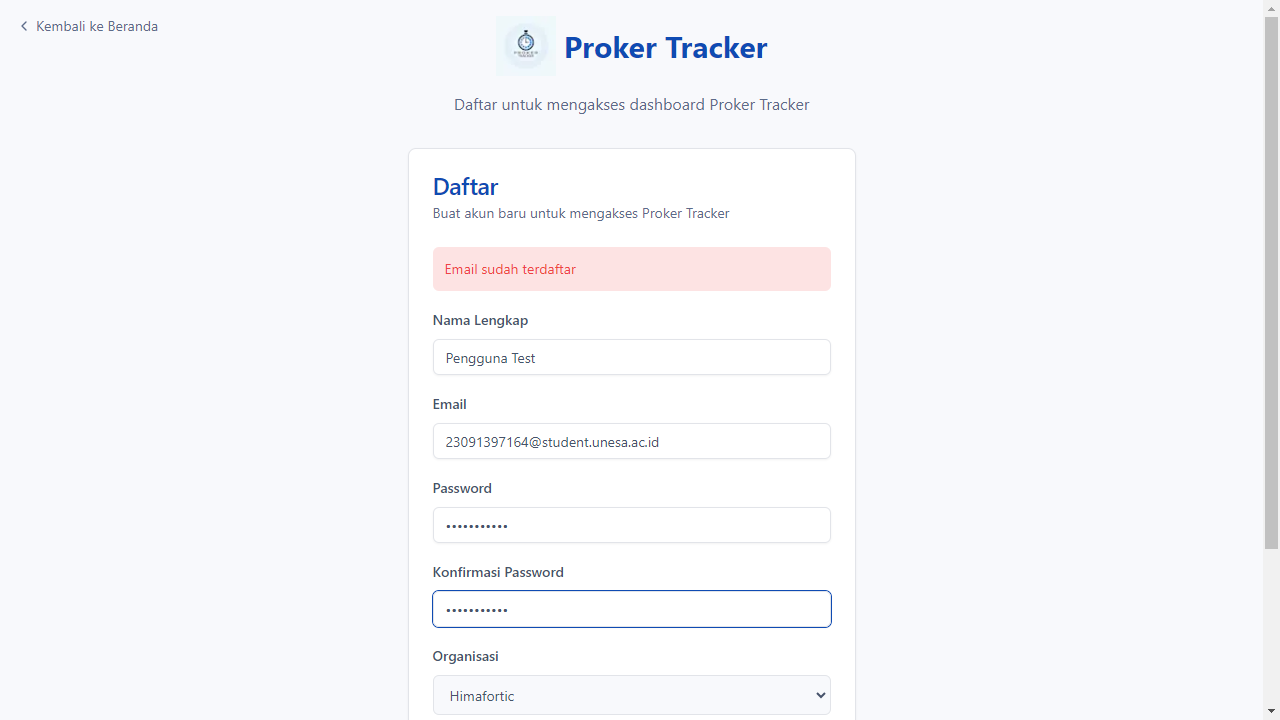 Kembali ke Beranda
Proker Tracker
Daftar untuk mengakses dashboard Proker Tracker
Daftar
Buat akun baru untuk mengakses Proker Tracker
Email sudah terdaftar
Nama Lengkap
Pengguna Test
Email
23091397164@student.unesa.ac.id
Password
•••••••••••
Konfirmasi Password
•••••••••••
Organisasi
Himafortic